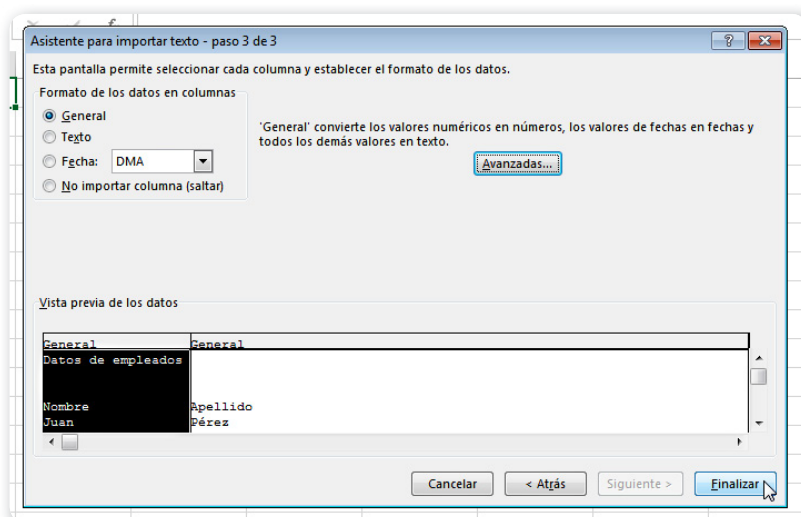 Asistente para importar texto - paso 3 de 3
Esta pantalla permite seleccionar cada columna y establecer el formato de los datos.
Formato de los datos en columnas
General
Texto
Fecha: DMA
No importar columna (saltar)
'General' convierte los valores numéricos en números, los valores de fechas en fechas y
todos los demás valores en texto.
Avanzadas...
Vista previa de los datos
General General
Datos de empleados
Nombre Apellido
Juan Pérez
Cancelar < Atrás Siguiente > Finalizar